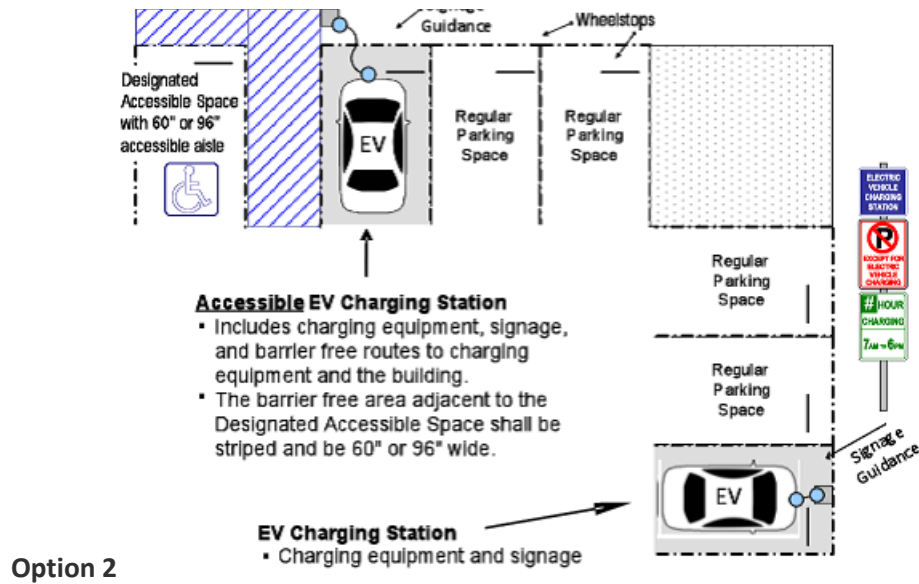 Signage
Guidance
Wheelstops
Designated
Accessible Space
with 60" or 96"
accessible aisle
EV
Regular
Parking
Space
Regular
Parking
Space
ELECTRIC
VEHICLE
CHARGING
STATION
P
EXCEPT FOR
ELECTRIC
VEHICLE
CHARGING
# HOUR
CHARGING
7AM to 6PM
Regular
Parking
Space
Accessible EV Charging Station
▪ Includes charging equipment, signage,
and barrier free routes to charging
equipment and the building.
▪ The barrier free area adjacent to the
Designated Accessible Space shall be
striped and be 60" or 96" wide.
Regular
Parking
Space
Signage
Guidance
EV
EV Charging Station
▪ Charging equipment and signage
Option 2